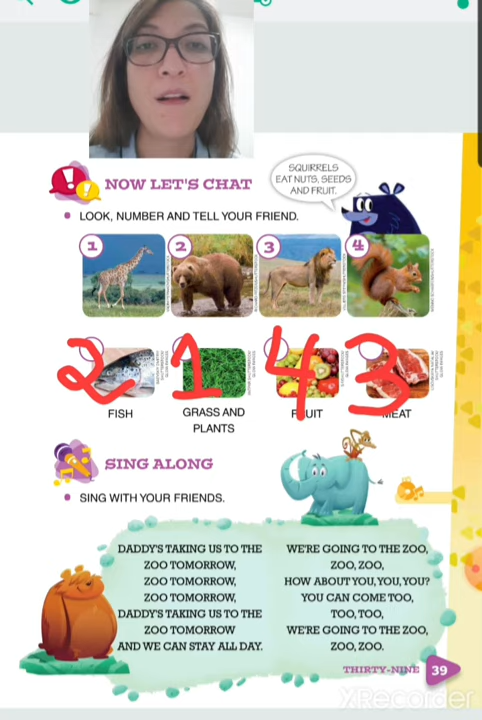 NOW LET'S CHAT
SQUIRRELS
EAT NUTS, SEEDS
AND FRUIT.
LOOK, NUMBER AND TELL YOUR FRIEND.
1 2 3 4
2 1 4 3
FISH
GRASS AND
PLANTS
FRUIT
MEAT
SING ALONG
SING WITH YOUR FRIENDS.
DADDY'S TAKING US TO THE
ZOO TOMORROW,
ZOO TOMORROW,
ZOO TOMORROW,
DADDY'S TAKING US TO THE
ZOO TOMORROW
AND WE CAN STAY ALL DAY.
WE'RE GOING TO THE ZOO,
ZOO, ZOO,
HOW ABOUT YOU, YOU, YOU?
YOU CAN COME TOO,
TOO, TOO,
WE'RE GOING TO THE ZOO,
ZOO, ZOO.
THIRTY-NINE 39
XRecorder